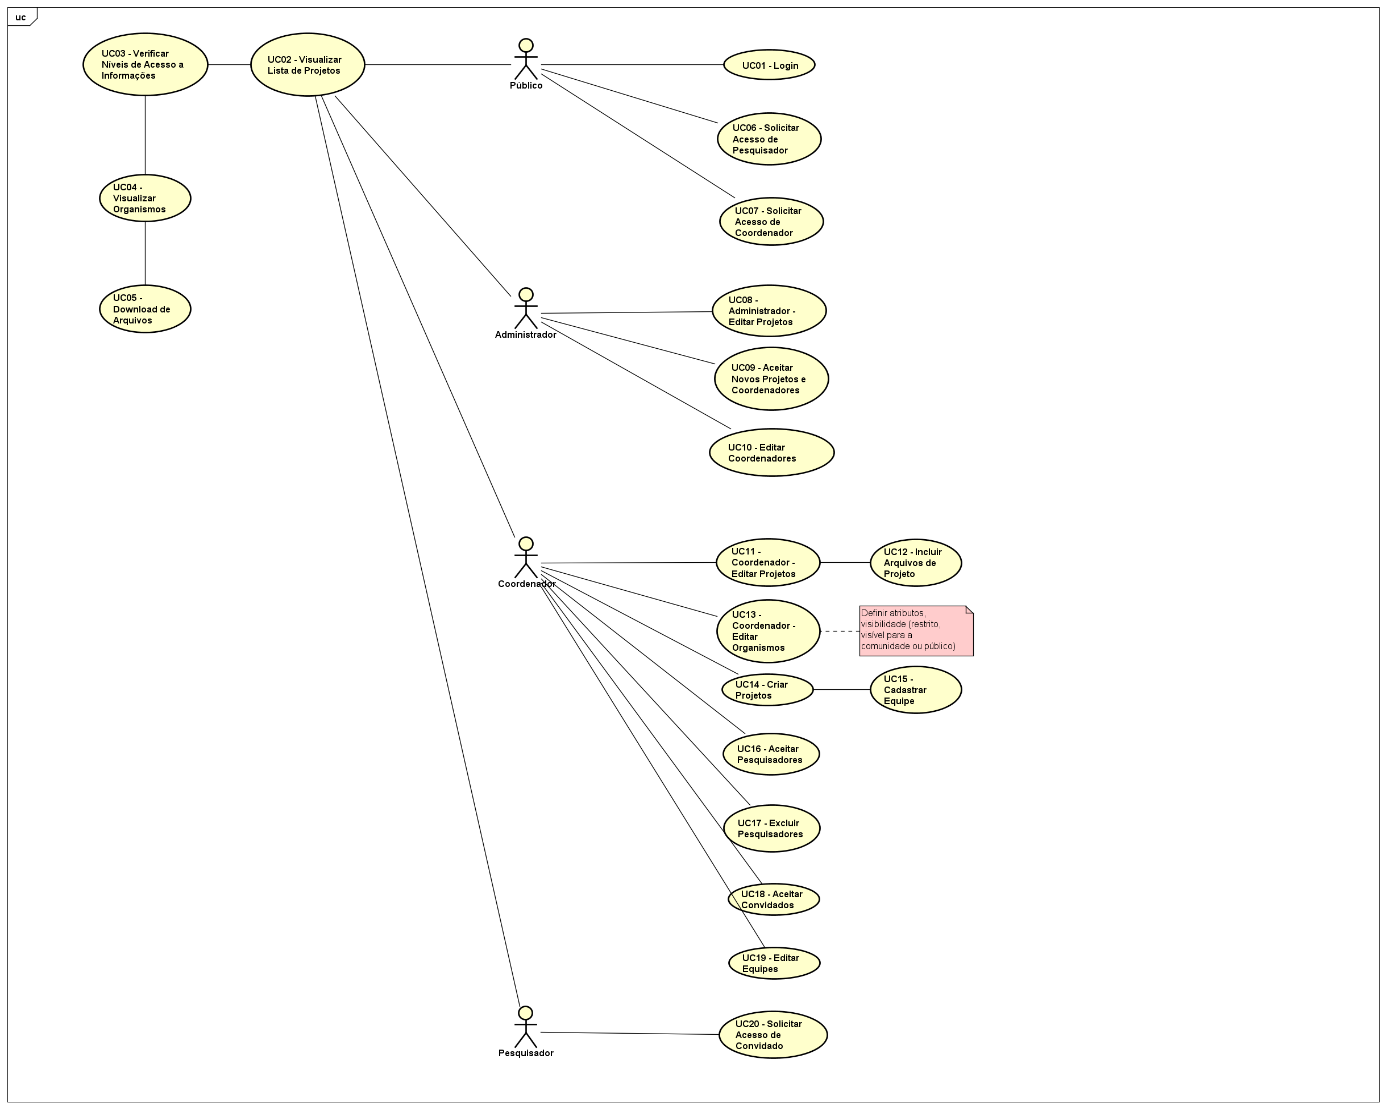 uc
UC03 - Verificar
Níveis de Acesso a
Informações
UC02 - Visualizar
Lista de Projetos
Público
UC01 - Login
UC06 - Solicitar
Acesso de
Pesquisador
UC04 -
Visualizar
Organismos
UC07 - Solicitar
Acesso de
Coordenador
UC05 -
Download de
Arquivos
Administrador
UC08 -
Administrador -
Editar Projetos
UC09 - Aceitar
Novos Projetos e
Coordenadores
UC10 - Editar
Coordenadores
Coordenador
UC11 -
Coordenador -
Editar Projetos
UC12 - Incluir
Arquivos de
Projeto
UC13 -
Coordenador -
Editar
Organismos
Definir atributos,
visibilidade (restrito,
visível para a
comunidade ou público)
UC14 - Criar
Projetos
UC15 -
Cadastrar
Equipe
UC16 - Aceitar
Pesquisadores
UC17 - Excluir
Pesquisadores
UC18 - Aceitar
Convidados
UC19 - Editar
Equipes
Pesquisador
UC20 - Solicitar
Acesso de
Convidado